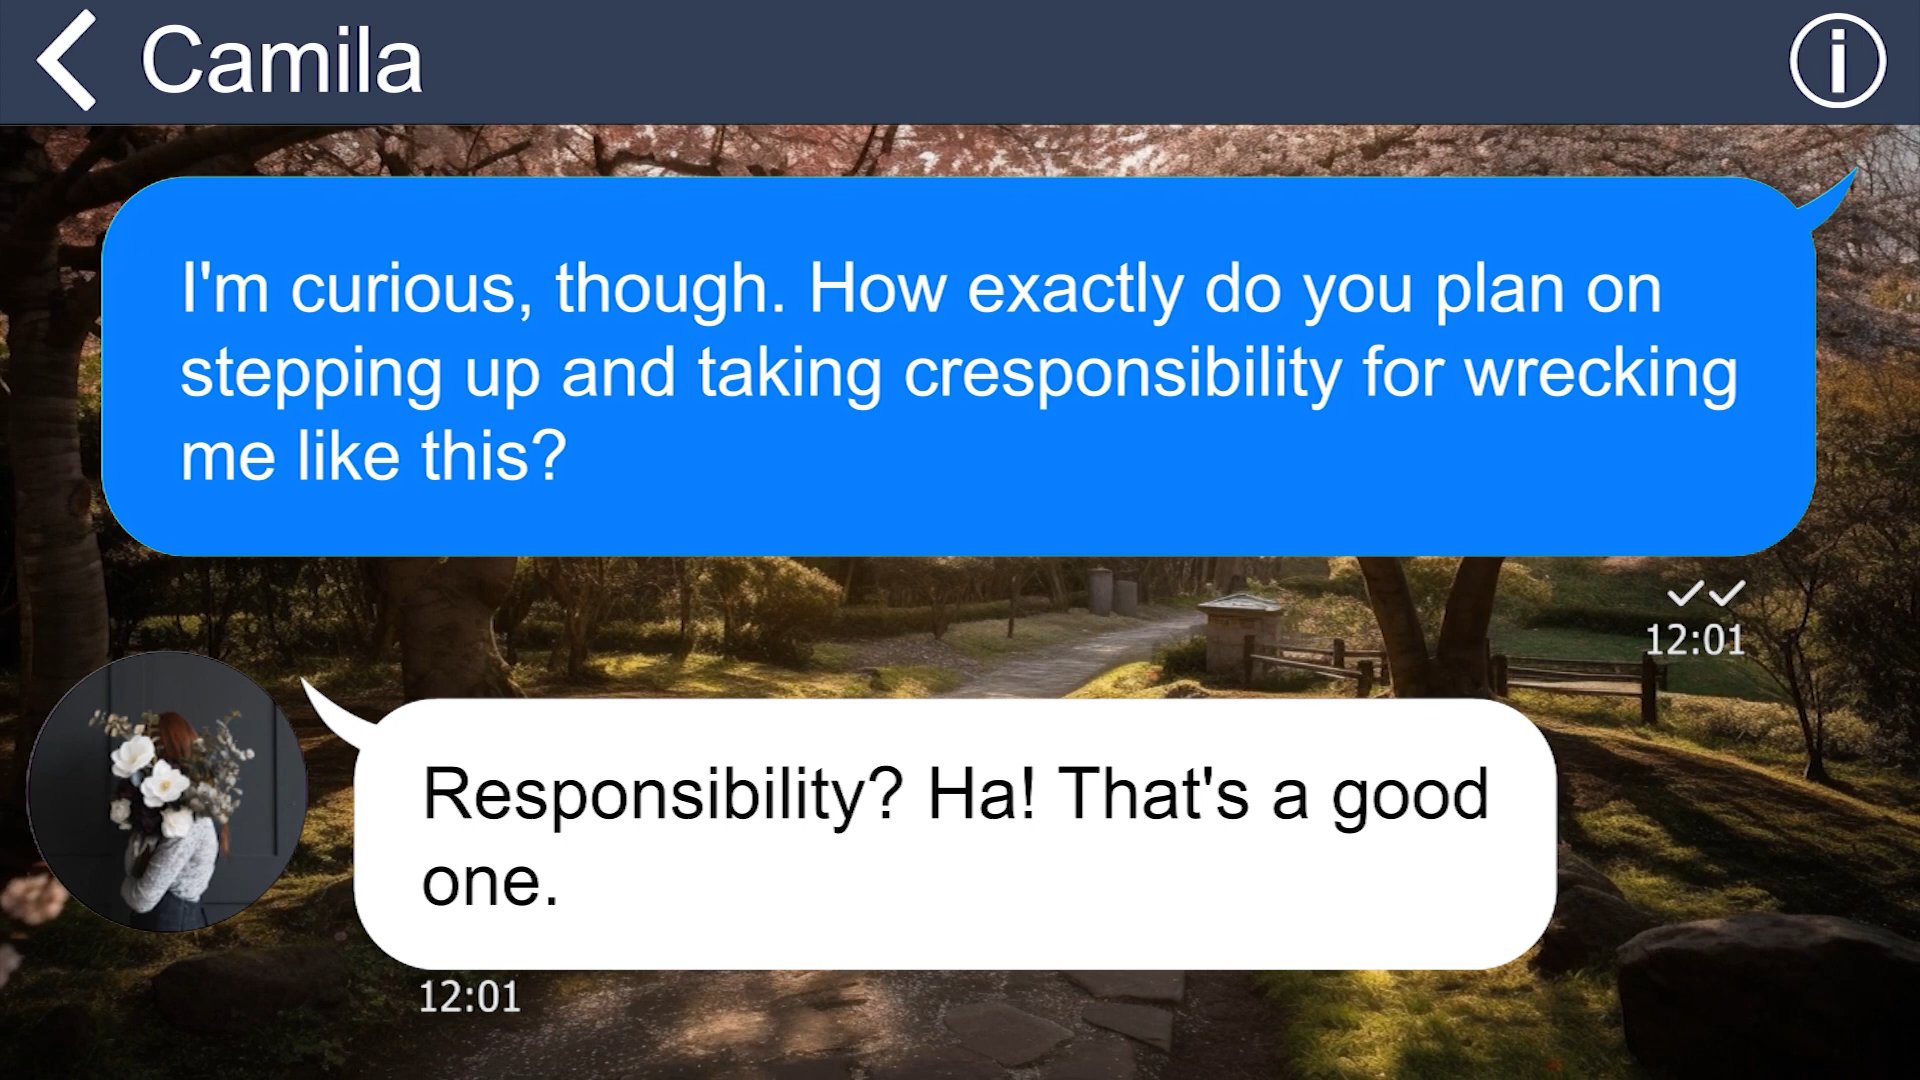 Camila
I'm curious, though. How exactly do you plan on
stepping up and taking cresponsibility for wrecking
me like this?
12:01
Responsibility? Ha! That's a good
one.
12:01